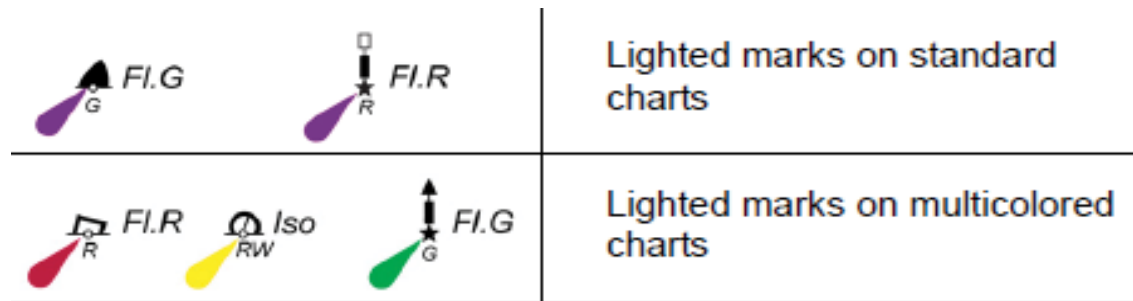 Fl.G
G
Fl.R
R
Lighted marks on standard
charts
Fl.R
R
Iso
RW
Fl.G
G
Lighted marks on multicolored
charts